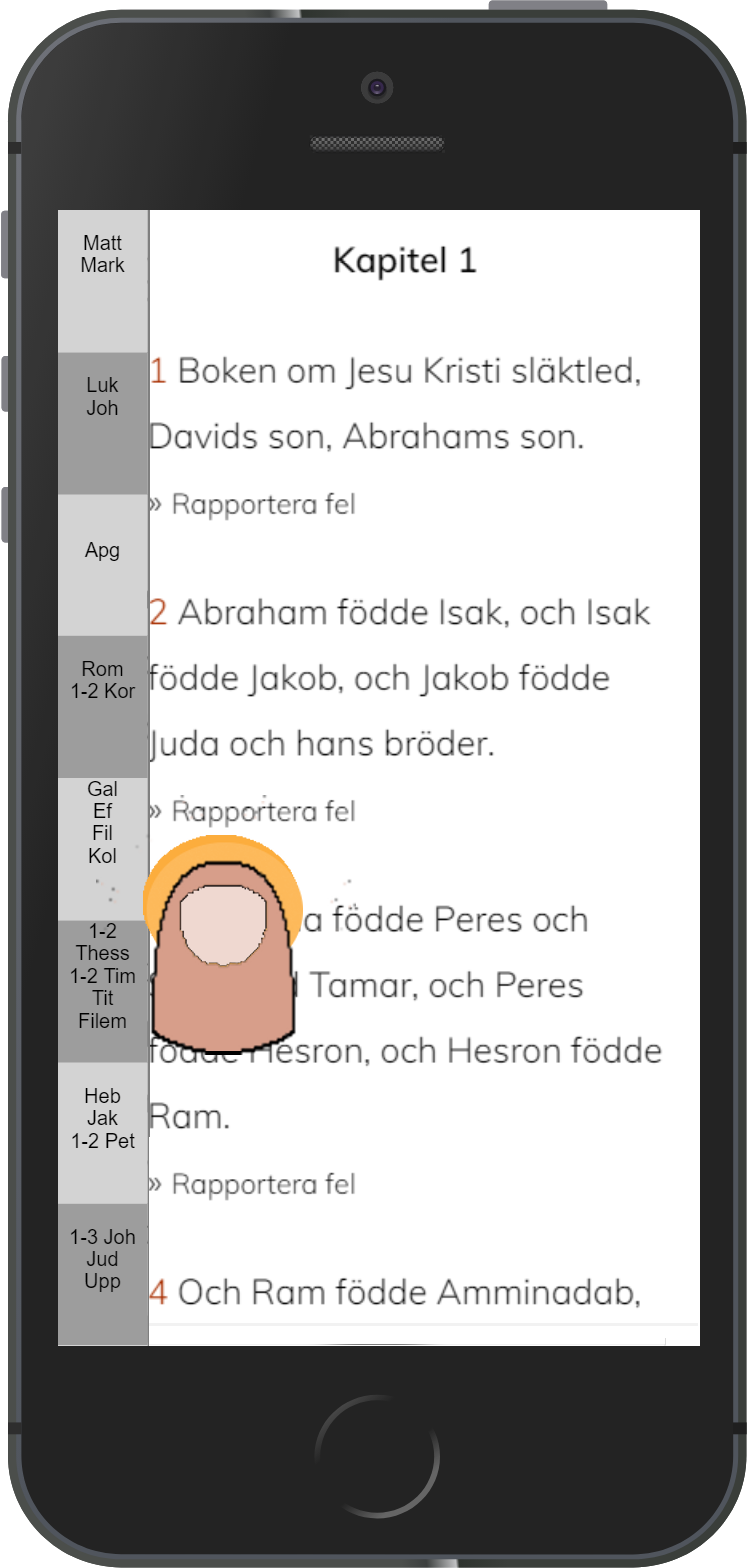 Matt
Mark
Luk
Joh
Apg
Rom
1-2 Kor
Gal
Ef
Fil
Kol
1-2
Thess
1-2 Tim
Tit
Filem
Heb
Jak
1-2 Pet
1-3 Joh
Jud
Upp
Kapitel 1
1 Boken om Jesu Kristi släktled,
Davids son, Abrahams son.
» Rapportera fel
2 Abraham födde Isak, och Isak
födde Jakob, och Jakob födde
Juda och hans bröder.
» Rapportera fel
födde Peres och
Tamar, och Peres
födde Hesron, och Hesron födde
Ram.
» Rapportera fel
4 Och Ram födde Amminadab,